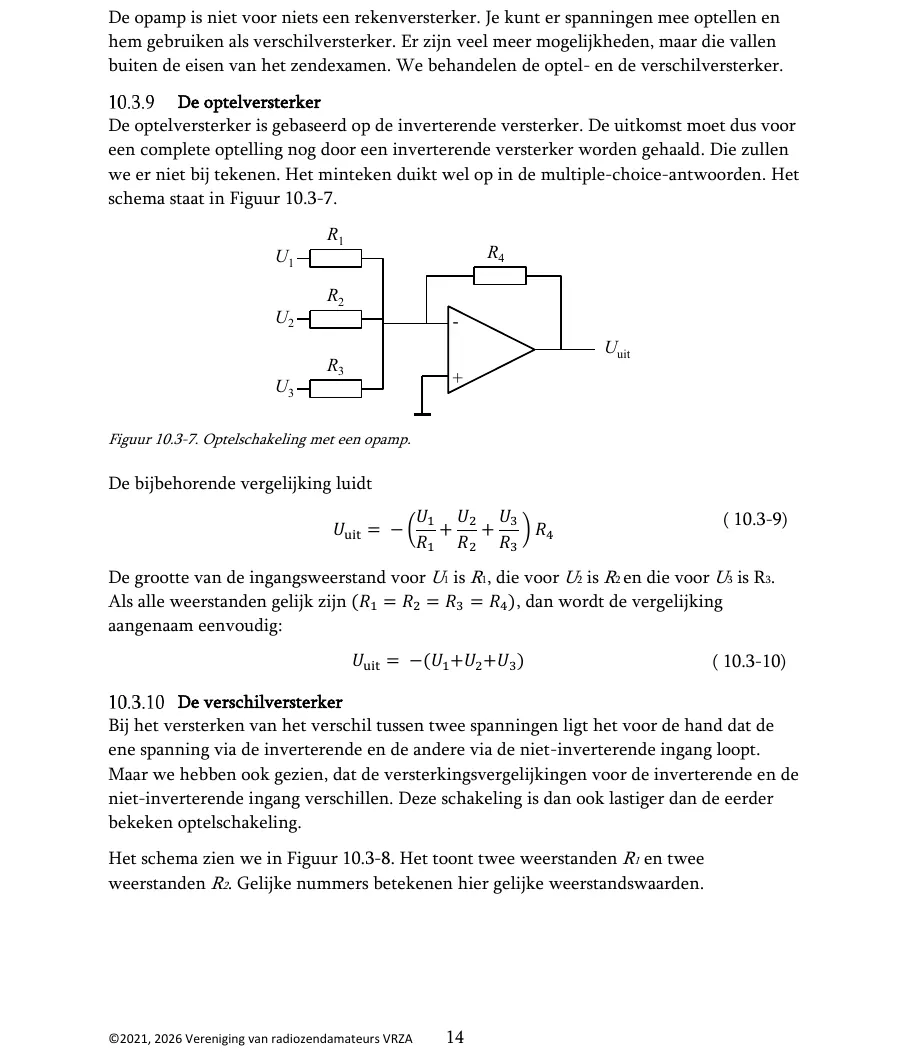 De opamp is niet voor niets een rekenversterker. Je kunt er spanningen mee optellen en
hem gebruiken als verschilversterker. Er zijn veel meer mogelijkheden, maar die vallen
buiten de eisen van het zendexamen. We behandelen de optel- en de verschilversterker.
10.3.9 De optelversterker
De optelversterker is gebaseerd op de inverterende versterker. De uitkomst moet dus voor
een complete optelling nog door een inverterende versterker worden gehaald. Die zullen
we er niet bij tekenen. Het minteken duikt wel op in de multiple-choice-antwoorden. Het
schema staat in Figuur 10.3-7.
R₁
U₁
R₄
R₂
U₂
-
U_uit
R₃
U₃
+
Figuur 10.3-7. Optelschakeling met een opamp.
De bijbehorende vergelijking luidt
U_uit = −(U₁/R₁ + U₂/R₂ + U₃/R₃) R₄ ( 10.3-9)
De grootte van de ingangsweerstand voor U₁ is R₁, die voor U₂ is R₂ en die voor U₃ is R₃.
Als alle weerstanden gelijk zijn (R₁ = R₂ = R₃ = R₄), dan wordt de vergelijking
aangenaam eenvoudig:
U_uit = −(U₁+U₂+U₃) ( 10.3-10)
10.3.10 De verschilversterker
Bij het versterken van het verschil tussen twee spanningen ligt het voor de hand dat de
ene spanning via de inverterende en de andere via de niet-inverterende ingang loopt.
Maar we hebben ook gezien, dat de versterkingsvergelijkingen voor de inverterende en de
niet-inverterende ingang verschillen. Deze schakeling is dan ook lastiger dan de eerder
bekeken optelschakeling.
Het schema zien we in Figuur 10.3-8. Het toont twee weerstanden R₁ en twee
weerstanden R₂. Gelijke nummers betekenen hier gelijke weerstandswaarden.
©2021, 2026 Vereniging van radiozendamateurs VRZA 14